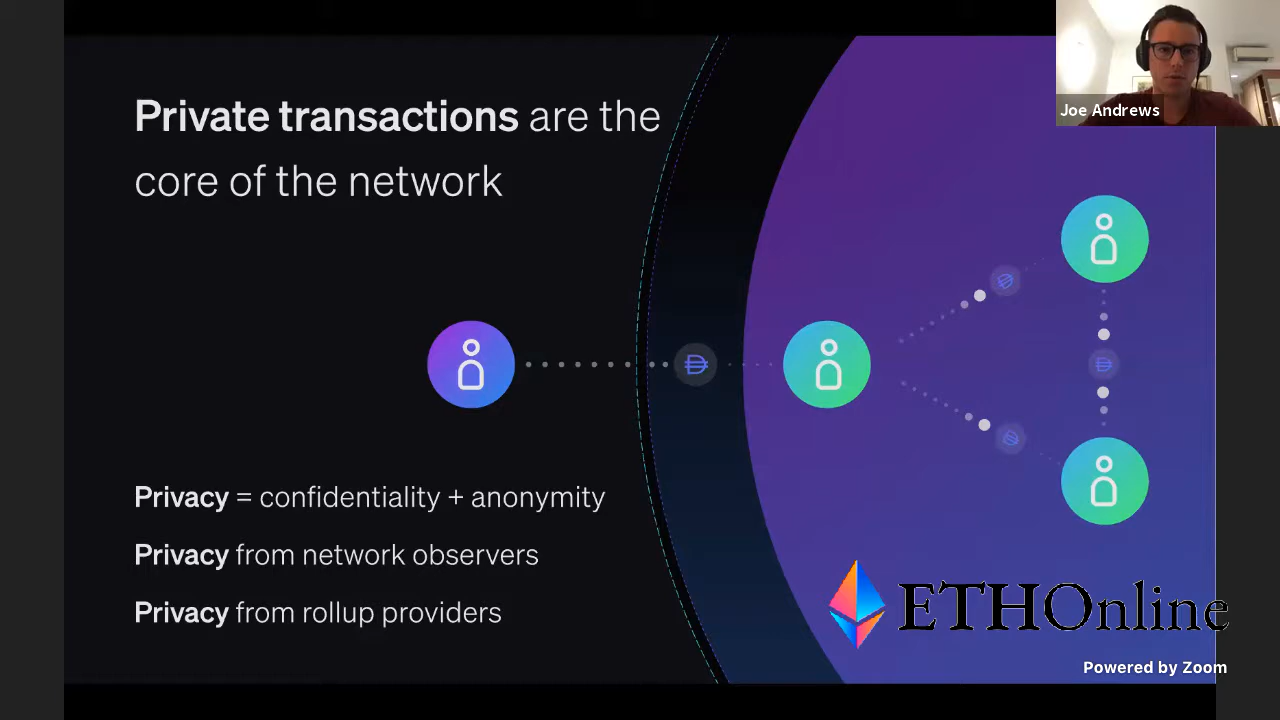 Joe Andrews
Private transactions are the
core of the network
Privacy = confidentiality + anonymity
Privacy from network observers
Privacy from rollup providers
ETHOnline
Powered by Zoom